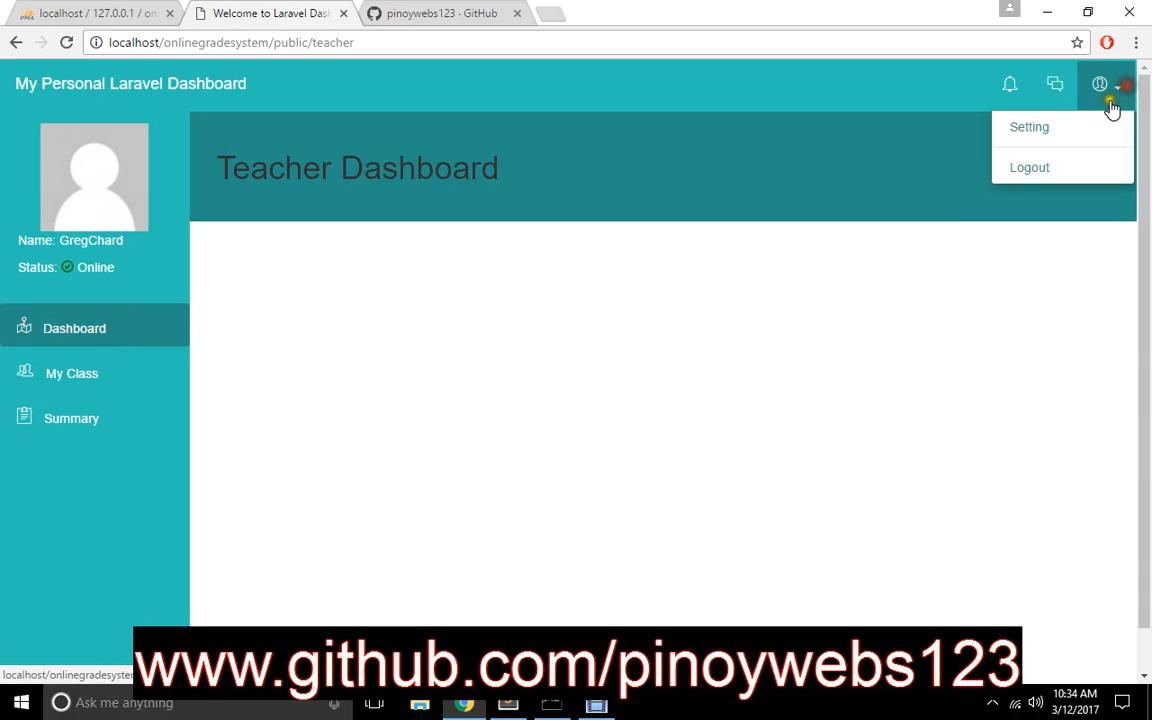 localhost / 127.0.0.1 / on
Welcome to Laravel Das
pinoywebs123 · GitHub
localhost/onlinegradesystem/public/teacher
My Personal Laravel Dashboard
Setting
Logout
Teacher Dashboard
Name: GregChard
Status: Online
Dashboard
My Class
Summary
www.github.com/pinoywebs123
localhost/onlinegradesystem
Ask me anything
10:34 AM
3/12/2017